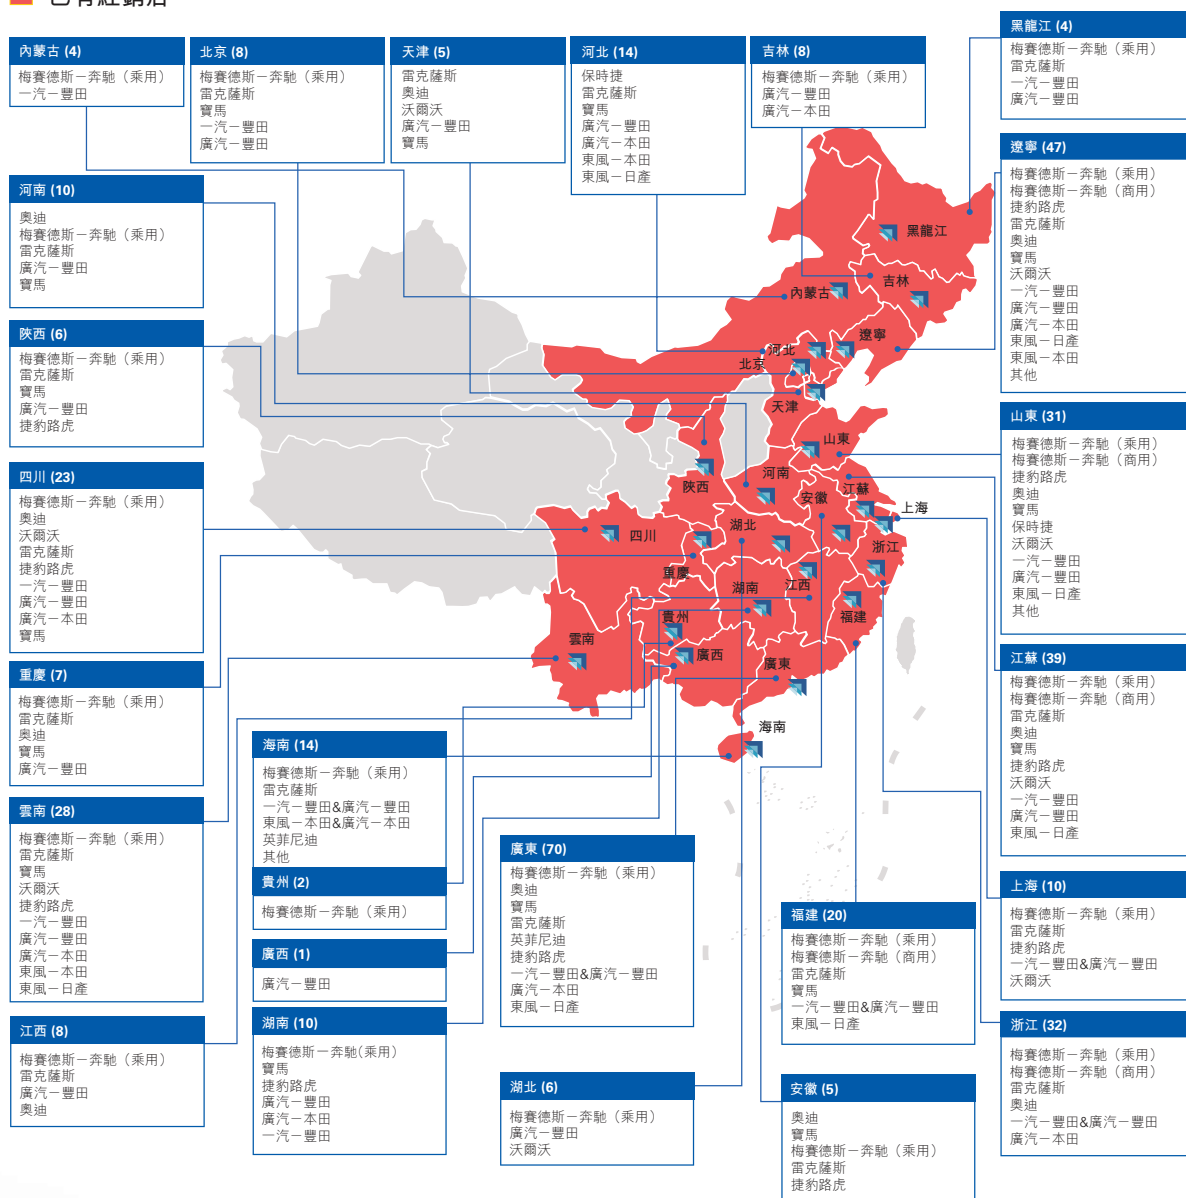 已有經銷店
內蒙古 (4)
梅賽德斯－奔馳（乘用）
一汽－豐田
北京 (8)
梅賽德斯－奔馳（乘用）
雷克薩斯
寶馬
一汽－豐田
廣汽－豐田
天津 (5)
雷克薩斯
奧迪
沃爾沃
廣汽－豐田
寶馬
河北 (14)
保時捷
雷克薩斯
寶馬
廣汽－豐田
廣汽－本田
東風－本田
東風－日產
吉林 (8)
梅賽德斯－奔馳（乘用）
廣汽－豐田
廣汽－本田
黑龍江 (4)
梅賽德斯－奔馳（乘用）
雷克薩斯
一汽－豐田
廣汽－豐田
遼寧 (47)
梅賽德斯－奔馳（乘用）
梅賽德斯－奔馳（商用）
捷豹路虎
雷克薩斯
奧迪
寶馬
沃爾沃
一汽－豐田
廣汽－豐田
廣汽－本田
東風－日產
東風－本田
其他
河南 (10)
奧迪
梅賽德斯－奔馳（乘用）
雷克薩斯
廣汽－豐田
寶馬
陝西 (6)
梅賽德斯－奔馳（乘用）
雷克薩斯
寶馬
廣汽－豐田
捷豹路虎
四川 (23)
梅賽德斯－奔馳（乘用）
奧迪
沃爾沃
雷克薩斯
捷豹路虎
一汽－豐田
廣汽－豐田
廣汽－本田
寶馬
重慶 (7)
梅賽德斯－奔馳（乘用）
雷克薩斯
奧迪
寶馬
廣汽－豐田
雲南 (28)
梅賽德斯－奔馳（乘用）
雷克薩斯
寶馬
沃爾沃
捷豹路虎
一汽－豐田
廣汽－豐田
廣汽－本田
東風－本田
東風－日產
江西 (8)
梅賽德斯－奔馳（乘用）
雷克薩斯
廣汽－豐田
奧迪
黑龍江
吉林
內蒙古
遼寧
河北
北京
天津
山東
河南
陝西
安徽
江蘇
上海
湖北
四川
浙江
重慶
江西
湖南
福建
貴州
雲南
廣西
廣東
海南
海南 (14)
梅賽德斯－奔馳（乘用）
雷克薩斯
一汽－豐田&廣汽－豐田
東風－本田&廣汽－本田
英菲尼迪
其他
貴州 (2)
梅賽德斯－奔馳（乘用）
廣西 (1)
廣汽－豐田
湖南 (10)
梅賽德斯－奔馳(乘用）
寶馬
捷豹路虎
廣汽－豐田
廣汽－本田
一汽－豐田
廣東 (70)
梅賽德斯－奔馳（乘用）
奧迪
寶馬
雷克薩斯
英菲尼迪
捷豹路虎
一汽－豐田&廣汽－豐田
廣汽－本田
東風－日產
湖北 (6)
梅賽德斯－奔馳（乘用）
廣汽－豐田
沃爾沃
福建 (20)
梅賽德斯－奔馳（乘用）
梅賽德斯－奔馳（商用）
雷克薩斯
寶馬
一汽－豐田&廣汽－豐田
東風－日產
安徽 (5)
奧迪
寶馬
梅賽德斯－奔馳（乘用）
雷克薩斯
捷豹路虎
山東 (31)
梅賽德斯－奔馳（乘用）
梅賽德斯－奔馳（商用）
捷豹路虎
奧迪
寶馬
保時捷
沃爾沃
一汽－豐田
廣汽－豐田
東風－日產
其他
江蘇 (39)
梅賽德斯－奔馳（乘用）
梅賽德斯－奔馳（商用）
雷克薩斯
奧迪
寶馬
捷豹路虎
沃爾沃
一汽－豐田
廣汽－豐田
東風－日產
上海 (10)
梅賽德斯－奔馳（乘用）
雷克薩斯
捷豹路虎
一汽－豐田&廣汽－豐田
沃爾沃
浙江 (32)
梅賽德斯－奔馳（乘用）
梅賽德斯－奔馳（商用）
雷克薩斯
奧迪
一汽－豐田&廣汽－豐田
廣汽－本田